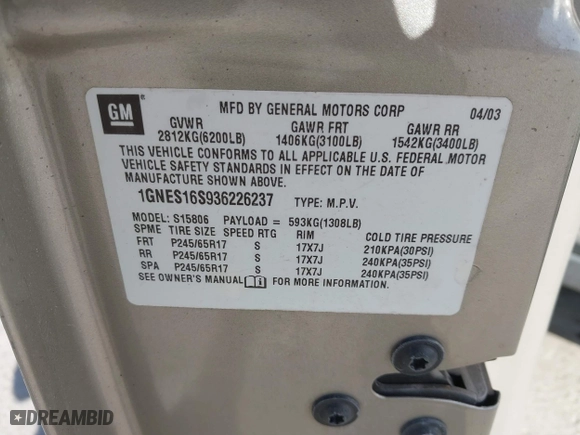 GM ®
MFD BY GENERAL MOTORS CORP 04/03
GVWR GAWR FRT GAWR RR
2812KG(6200LB) 1406KG(3100LB) 1542KG(3400LB)
THIS VEHICLE CONFORMS TO ALL APPLICABLE U.S. FEDERAL MOTOR
VEHICLE SAFETY STANDARDS IN EFFECT ON THE DATE OF
MANUFACTURE SHOWN ABOVE.
1GNES16S936226237 TYPE: M.P.V.
MODEL: S15806 PAYLOAD = 593KG(1308LB)
SPME TIRE SIZE SPEED RTG RIM COLD TIRE PRESSURE
FRT P245/65R17 S 17X7J 210KPA(30PSI)
RR P245/65R17 S 17X7J 240KPA(35PSI)
SPA P245/65R17 S 17X7J 240KPA(35PSI)
SEE OWNER'S MANUAL FOR MORE INFORMATION.
DREAMBID